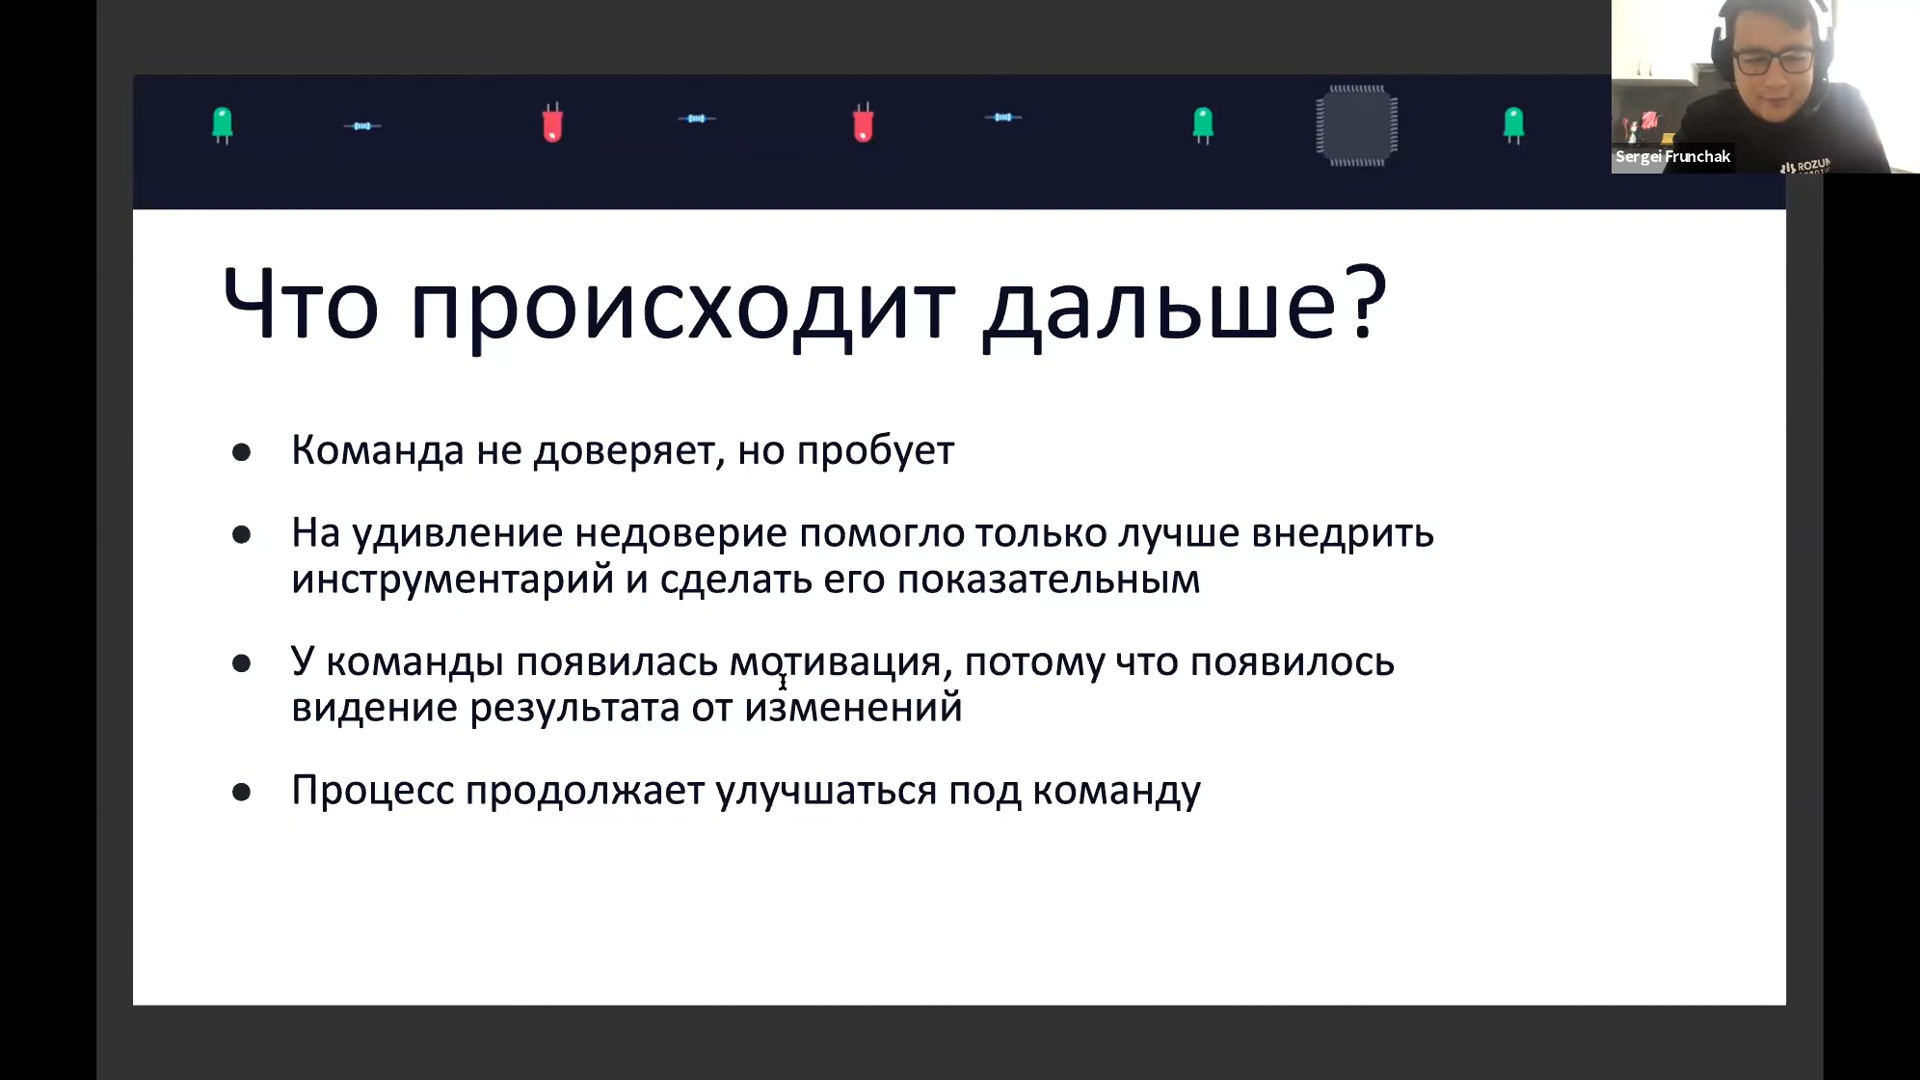 Sergei Frunchak
ROZUM
Что происходит дальше?
● Команда не доверяет, но пробует
● На удивление недоверие помогло только лучше внедрить
инструментарий и сделать его показательным
● У команды появилась мотивация, потому что появилось
видение результата от изменений
● Процесс продолжает улучшаться под команду